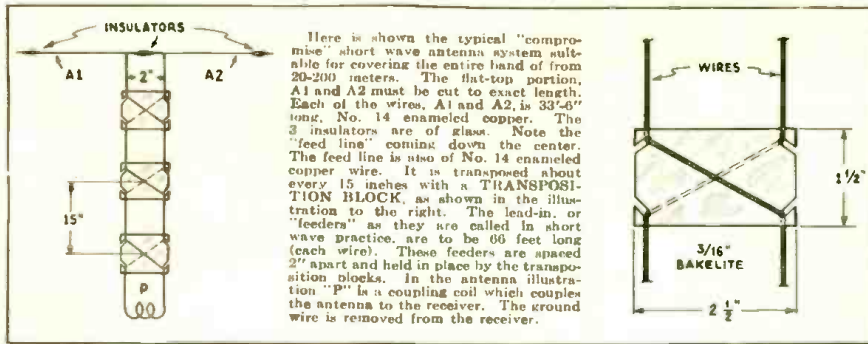 INSULATORS
A1
2"
A2
15"
P
Here is shown the typical "compro-
mise" short wave antenna system suit-
able for covering the entire band of from
20-200 meters. The flat-top portion,
A1 and A2 must be cut to exact length.
Each of the wires, A1 and A2, is 33'-6"
long, No. 14 enameled copper. The
3 insulators are of glass. Note the
"feed line" coming down the center.
The feed line is also of No. 14 enameled
copper wire. It is transposed about
every 15 inches with a TRANSPOSI-
TION BLOCK, as shown in the illus-
tration to the right. The lead-in, or
"feeders" as they are called in short
wave practice, are to be 66 feet long
(each wire). These feeders are spaced
2" apart and held in place by the transpo-
sition blocks. In the antenna illustra-
tion "P" is a coupling coil which couples
the antenna to the receiver. The ground
wire is removed from the receiver.
WIRES
1 1/2"
3/16"
BAKELITE
2 1/2"